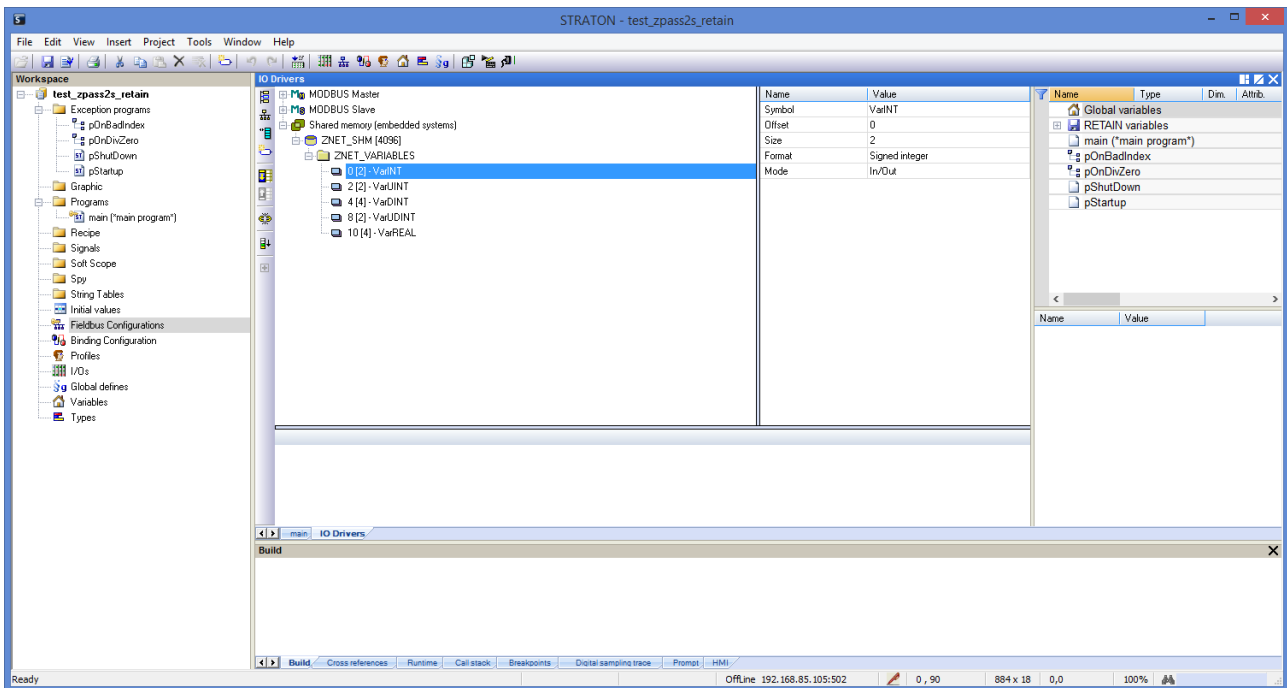 STRATON - test_zpass2s_retain
File Edit View Insert Project Tools Window Help
Workspace
test_zpass2s_retain
Exception programs
pOnBadIndex
pOnDivZero
pShutDown
pStartup
Graphic
Programs
main (*main program*)
Recipe
Signals
Soft Scope
Spy
String Tables
Initial values
Fieldbus Configurations
Binding Configuration
Profiles
I/Os
Global defines
Variables
Types
IO Drivers
MODBUS Master
MODBUS Slave
Shared memory (embedded systems)
ZNET_SHM [4096]
ZNET_VARIABLES
0 [2] - VarINT
2 [2] - VarUINT
4 [4] - VarDINT
8 [2] - VarUDINT
10 [4] - VarREAL
Name Value
Symbol VarINT
Offset 0
Size 2
Format Signed integer
Mode In/Out
Name Type Dim. Attrib.
Global variables
RETAIN variables
main (*main program*)
pOnBadIndex
pOnDivZero
pShutDown
pStartup
Name Value
main IO Drivers
Build
Build Cross references Runtime Call stack Breakpoints Digital sampling trace Prompt HMI
Ready OffLine 192.168.85.105:502 0 , 90 884 x 18 0,0 100%